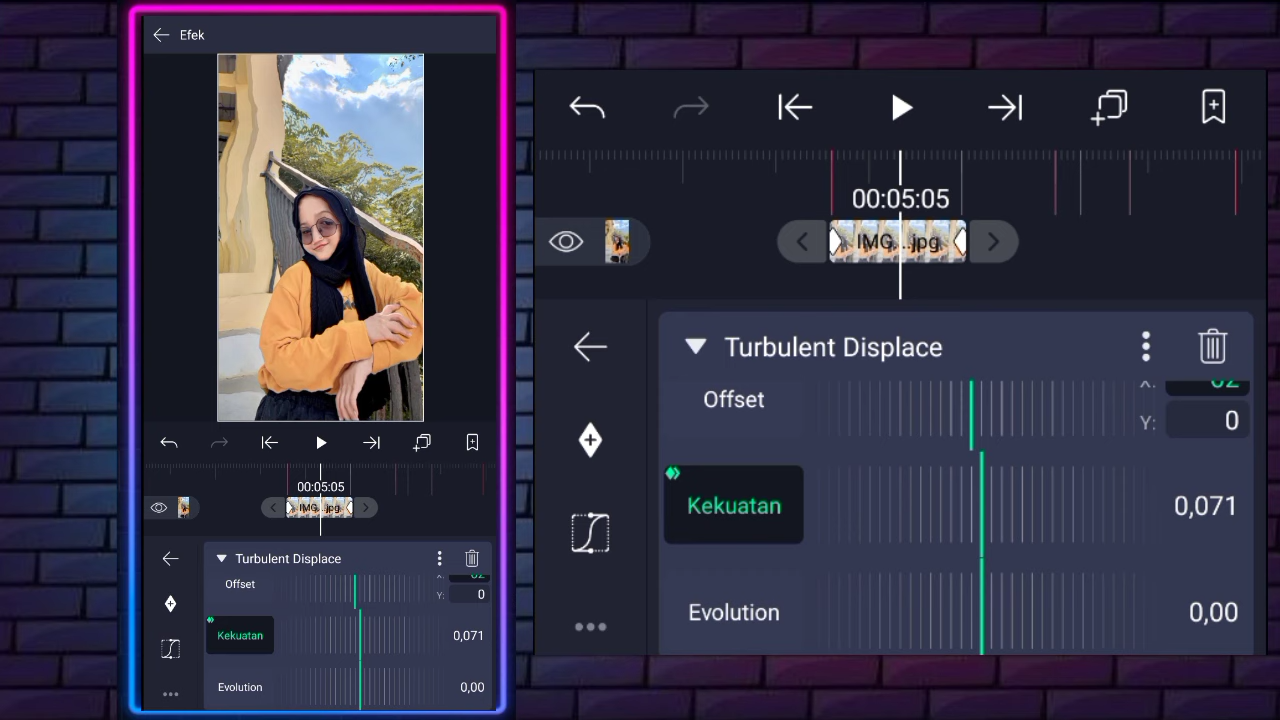 Efek
00:05:05
IMG...jpg
Turbulent Displace
Offset
Y:
0
Kekuatan
0,071
Evolution
0,00
00:05:05
IMG...jpg
Turbulent Displace
Offset
X:
62
Y:
0
Kekuatan
0,071
Evolution
0,00